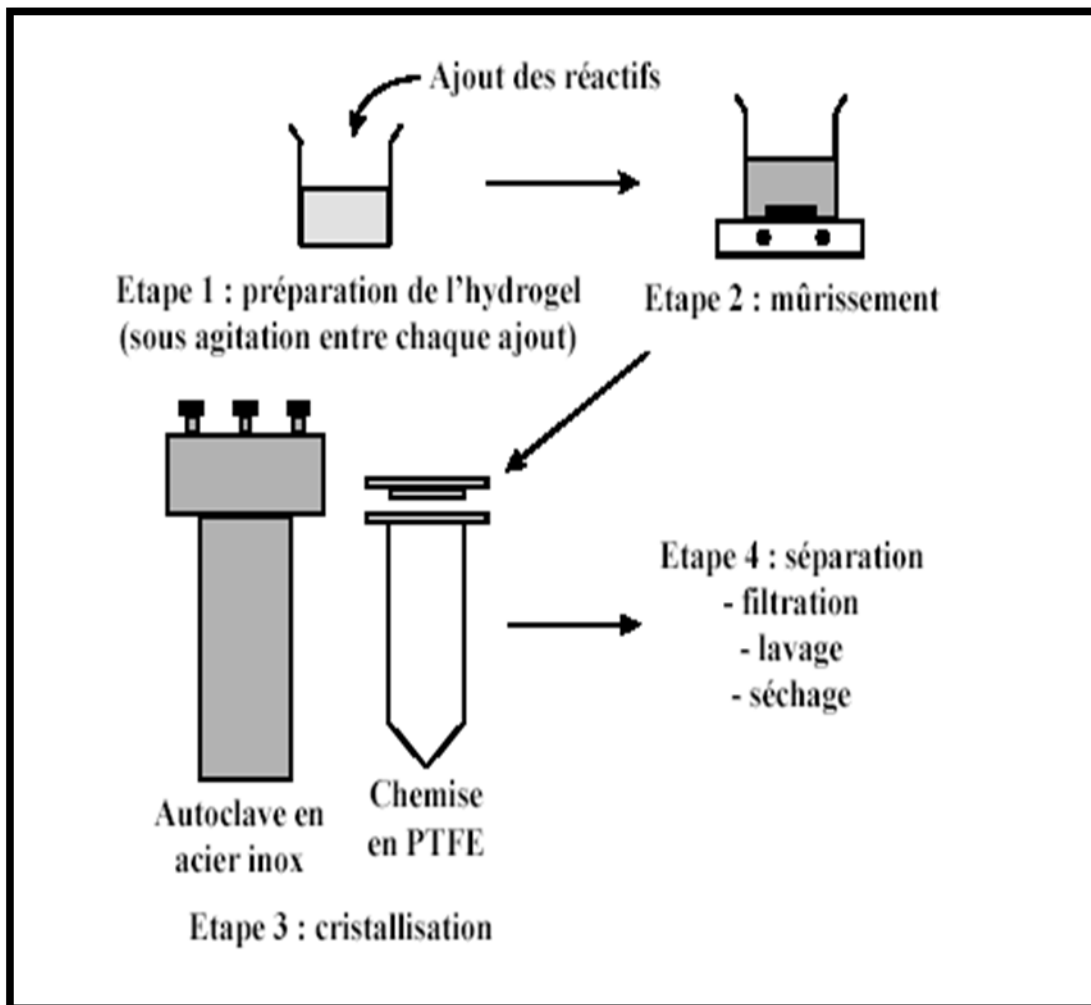 Ajout des réactifs
Etape 1 : préparation de l'hydrogel
(sous agitation entre chaque ajout)
Etape 2 : mûrissement
Autoclave en
acier inox
Chemise
en PTFE
Etape 3 : cristallisation
Etape 4 : séparation
- filtration
- lavage
- séchage